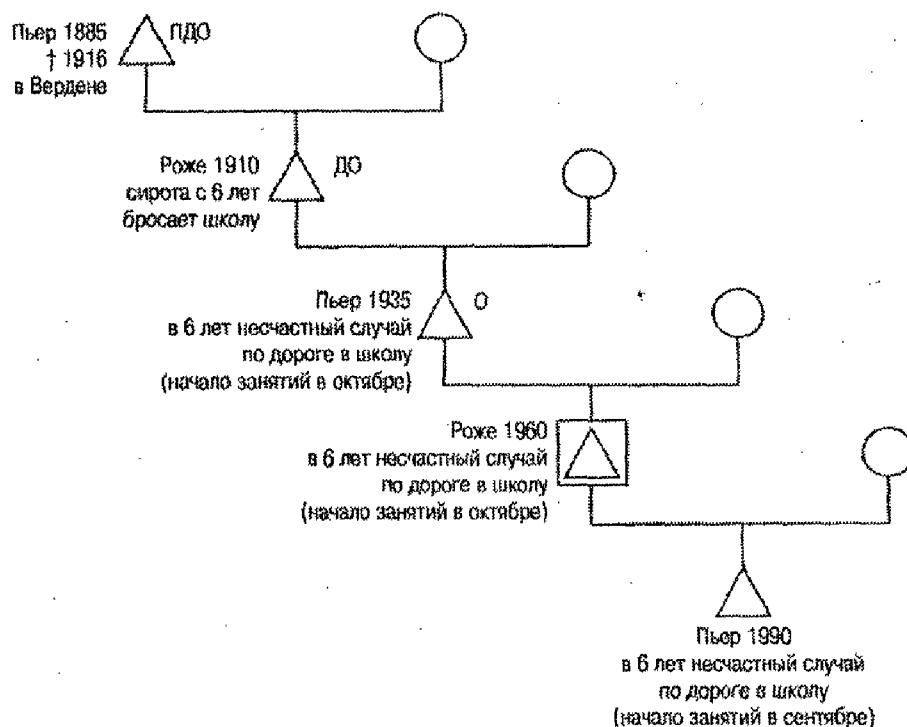 Пьер 1885 ПДО
† 1916
в Вердене
Роже 1910 ДО
сирота с 6 лет
бросает школу
Пьер 1935 О
в 6 лет несчастный случай
по дороге в школу
(начало занятий в октябре)
Роже 1960
в 6 лет несчастный случай
по дороге в школу
(начало занятий в октябре)
Пьер 1990
в 6 лет несчастный случай
по дороге в школу
(начало занятий в сентябре)